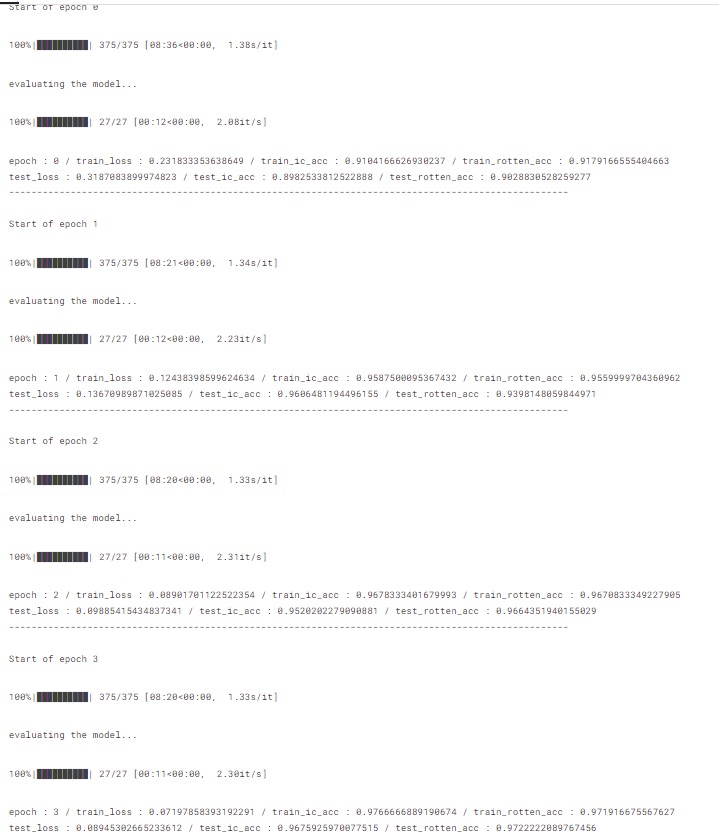 Start of epoch 0
100%|██████████| 375/375 [08:36<00:00,  1.38s/it]
evaluating the model...
100%|██████████| 27/27 [00:12<00:00,  2.08it/s]
epoch : 0 / train_loss : 0.231833353638649 / train_ic_acc : 0.9104166626930237 / train_rotten_acc : 0.9179166555404663
test_loss : 0.3187083899974823 / test_ic_acc : 0.8982533812522888 / test_rotten_acc : 0.9028830528259277
----------------------------------------------------------------------------------------------------
Start of epoch 1
100%|██████████| 375/375 [08:21<00:00,  1.34s/it]
evaluating the model...
100%|██████████| 27/27 [00:12<00:00,  2.23it/s]
epoch : 1 / train_loss : 0.12438398599624634 / train_ic_acc : 0.9587500095367432 / train_rotten_acc : 0.9559999704360962
test_loss : 0.13670989871025085 / test_ic_acc : 0.9606481194496155 / test_rotten_acc : 0.9398148059844971
----------------------------------------------------------------------------------------------------
Start of epoch 2
100%|██████████| 375/375 [08:20<00:00,  1.33s/it]
evaluating the model...
100%|██████████| 27/27 [00:11<00:00,  2.31it/s]
epoch : 2 / train_loss : 0.08901701122522354 / train_ic_acc : 0.9678333401679993 / train_rotten_acc : 0.9670833349227905
test_loss : 0.09885415434837341 / test_ic_acc : 0.9520202279090881 / test_rotten_acc : 0.9664351940155029
----------------------------------------------------------------------------------------------------
Start of epoch 3
100%|██████████| 375/375 [08:20<00:00,  1.33s/it]
evaluating the model...
100%|██████████| 27/27 [00:11<00:00,  2.30it/s]
epoch : 3 / train_loss : 0.07197858393192291 / train_ic_acc : 0.9766666889190674 / train_rotten_acc : 0.971916675567627
test_loss : 0.08945302665233612 / test_ic_acc : 0.9675925970077515 / test_rotten_acc : 0.9722222089767456